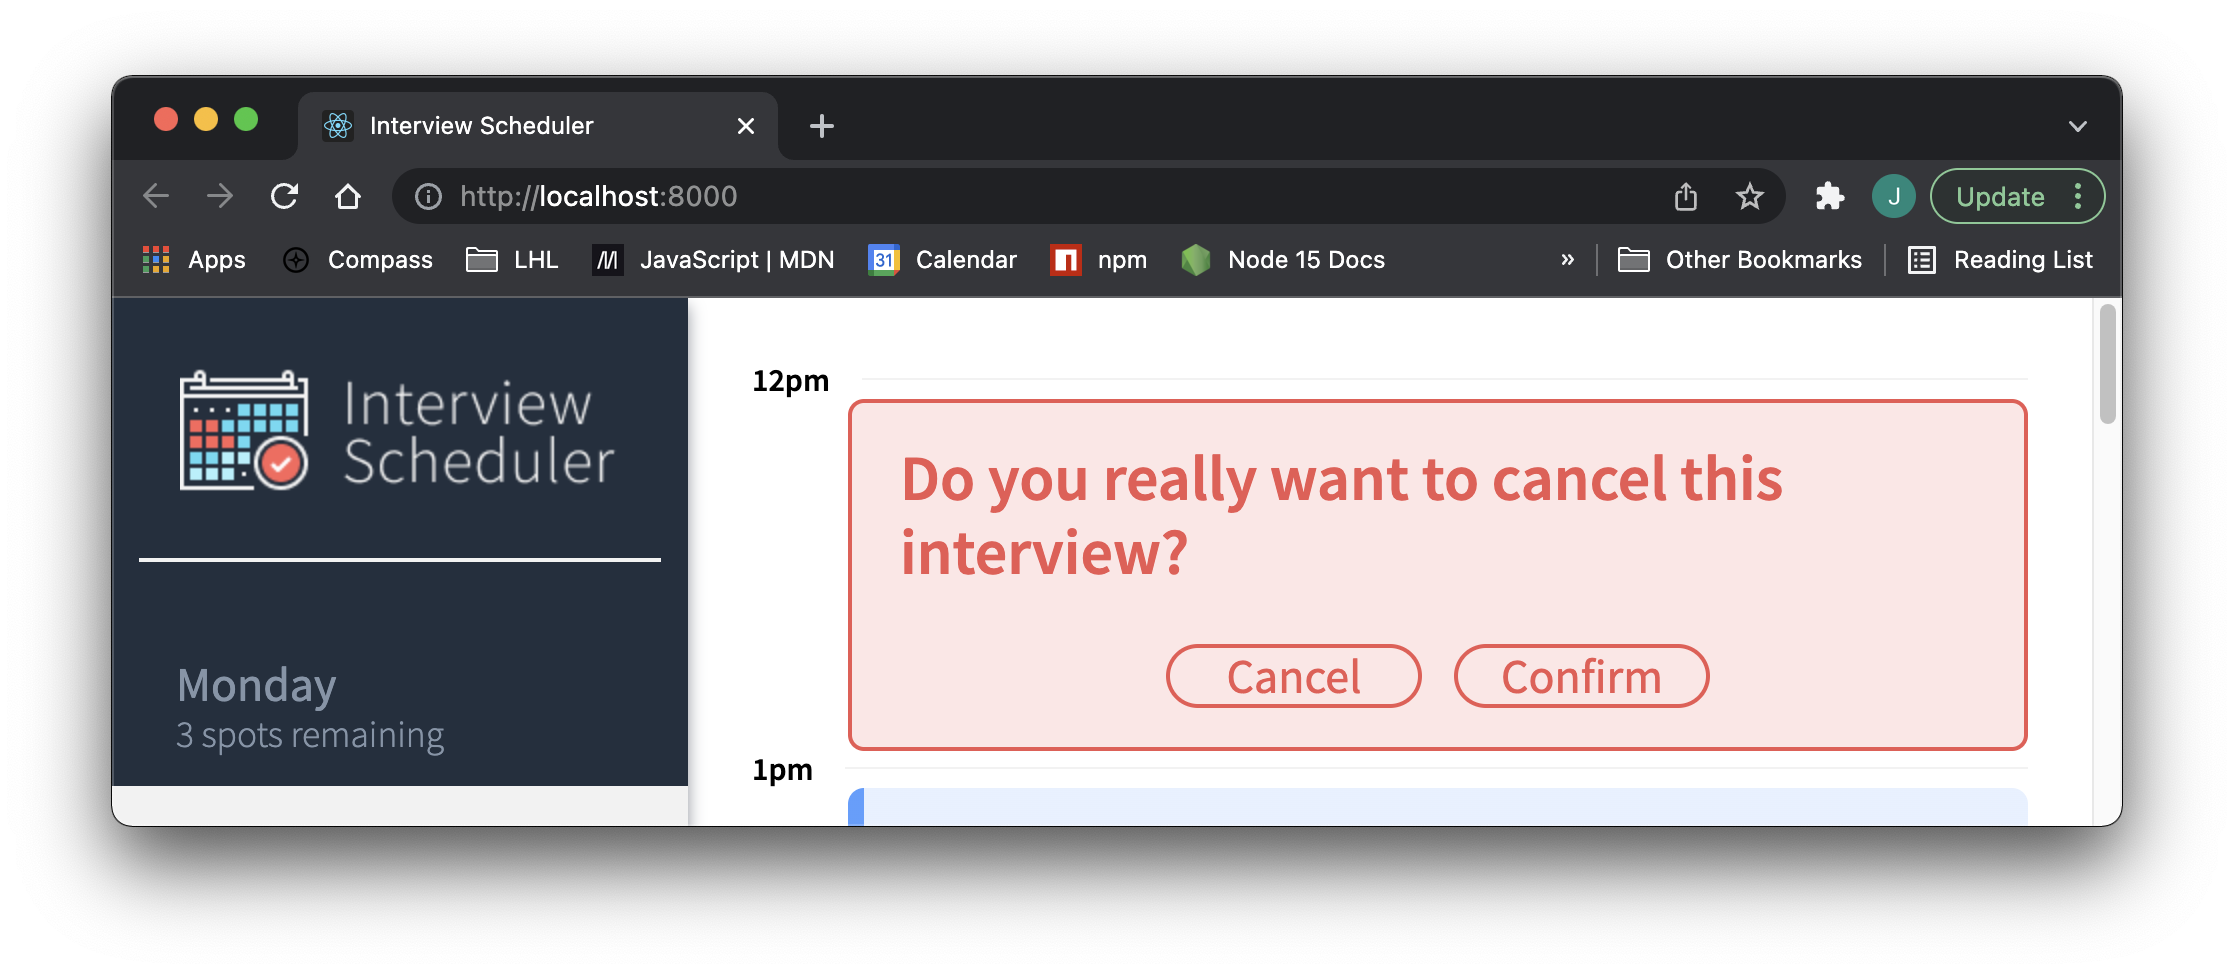 Interview Scheduler
http://localhost:8000
J
Update
Apps
Compass
LHL
JavaScript | MDN
31
Calendar
npm
Node 15 Docs
»
Other Bookmarks
Reading List
Interview
Scheduler
Monday
3 spots remaining
12pm
Do you really want to cancel this
interview?
Cancel
Confirm
1pm